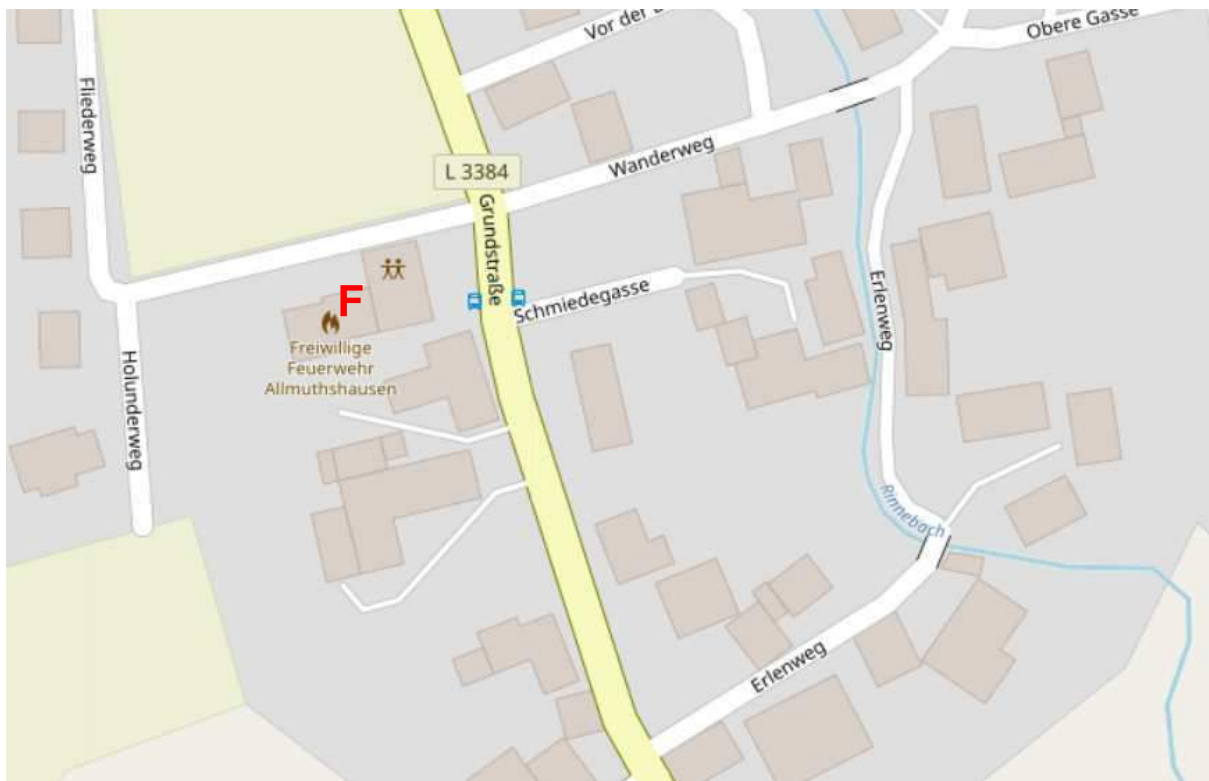 Vor der
Obere Gasse
Fliederweg
Wanderweg
L 3384
Grundstraße
F
Schmiedegasse
Erlenweg
Freiwillige
Feuerwehr
Allmuthshausen
Holunderweg
Rinnebach
Erlenweg